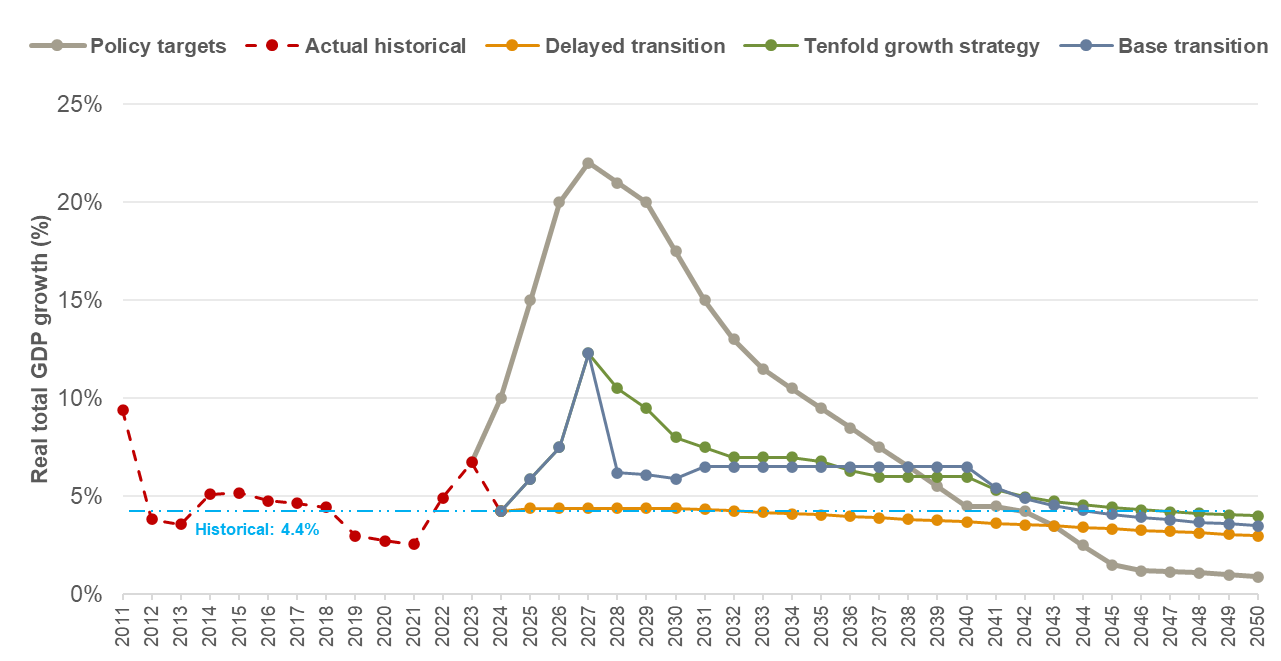 Policy targets Actual historical Delayed transition Tenfold growth strategy Base transition
Real total GDP growth (%)
25%
20%
15%
10%
5%
0%
Historical: 4.4%
2011 2012 2013 2014 2015 2016 2017 2018 2019 2020 2021 2022 2023 2024 2025 2026 2027 2028 2029 2030 2031 2032 2033 2034 2035 2036 2037 2038 2039 2040 2041 2042 2043 2044 2045 2046 2047 2048 2049 2050